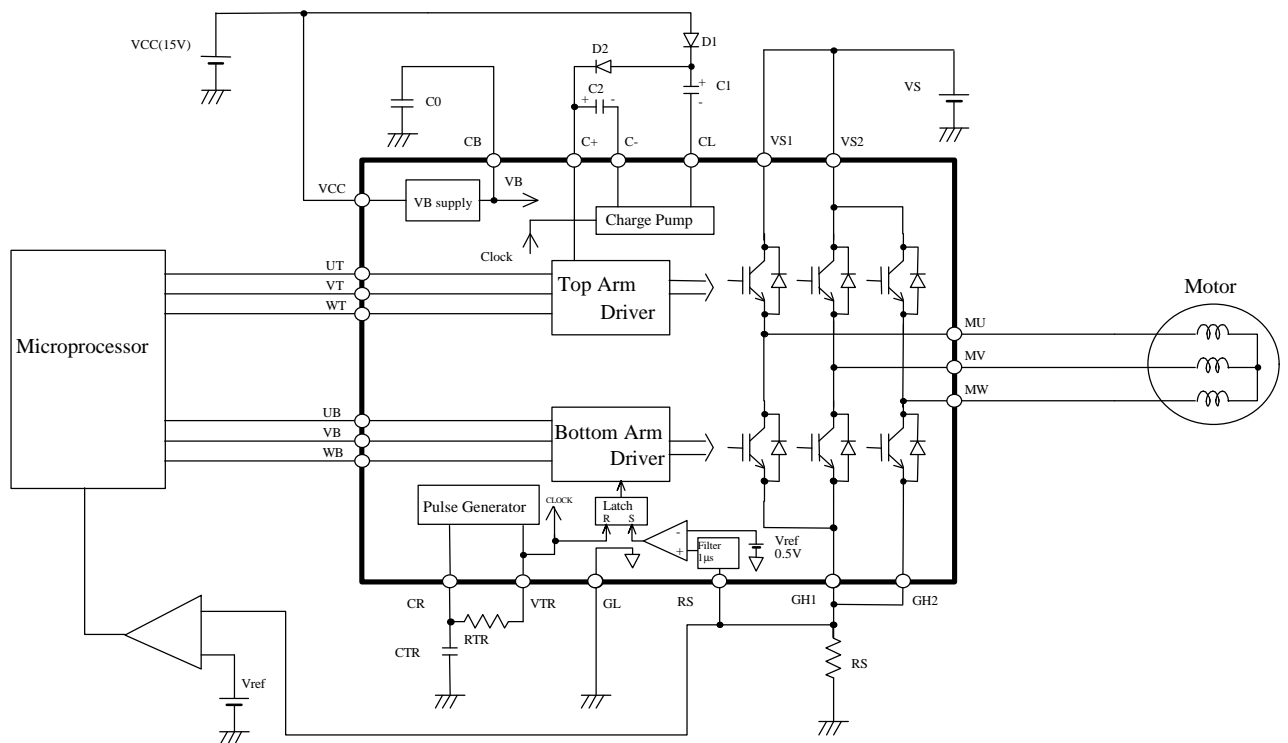 VCC(15V)
D1
D2
C1
+
-
C2
+
-
C0
VS
CB
C+
C-
CL
VS1
VS2
VCC
VB supply
VB
Charge Pump
Clock
UT
VT
WT
Top Arm
Driver
Microprocessor
Motor
MU
MV
MW
UB
VB
WB
Bottom Arm
Driver
Pulse Generator
CLOCK
Latch
R S
-
+
Filter
1μs
Vref
0.5V
CR
VTR
GL
RS
GH1
GH2
RTR
CTR
RS
Vref